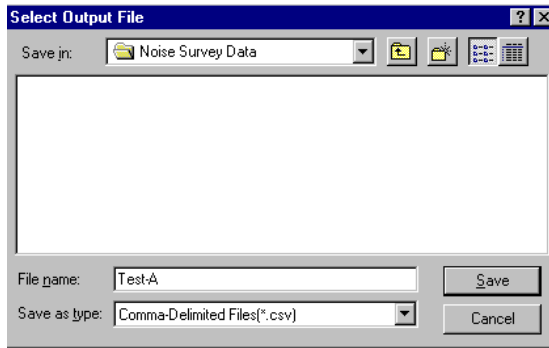 Select Output File
Save in: Noise Survey Data
File name: Test-A
Save
Save as type: Comma-Delimited Files(*.csv)
Cancel